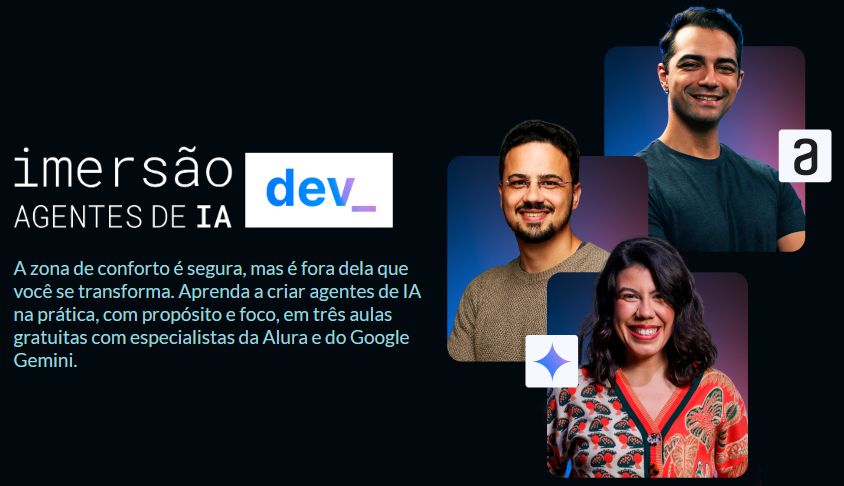 imersão
AGENTES DE IA
dev_
A zona de conforto é segura, mas é fora dela que
você se transforma. Aprenda a criar agentes de IA
na prática, com propósito e foco, em três aulas
gratuitas com especialistas da Alura e do Google
Gemini.
a